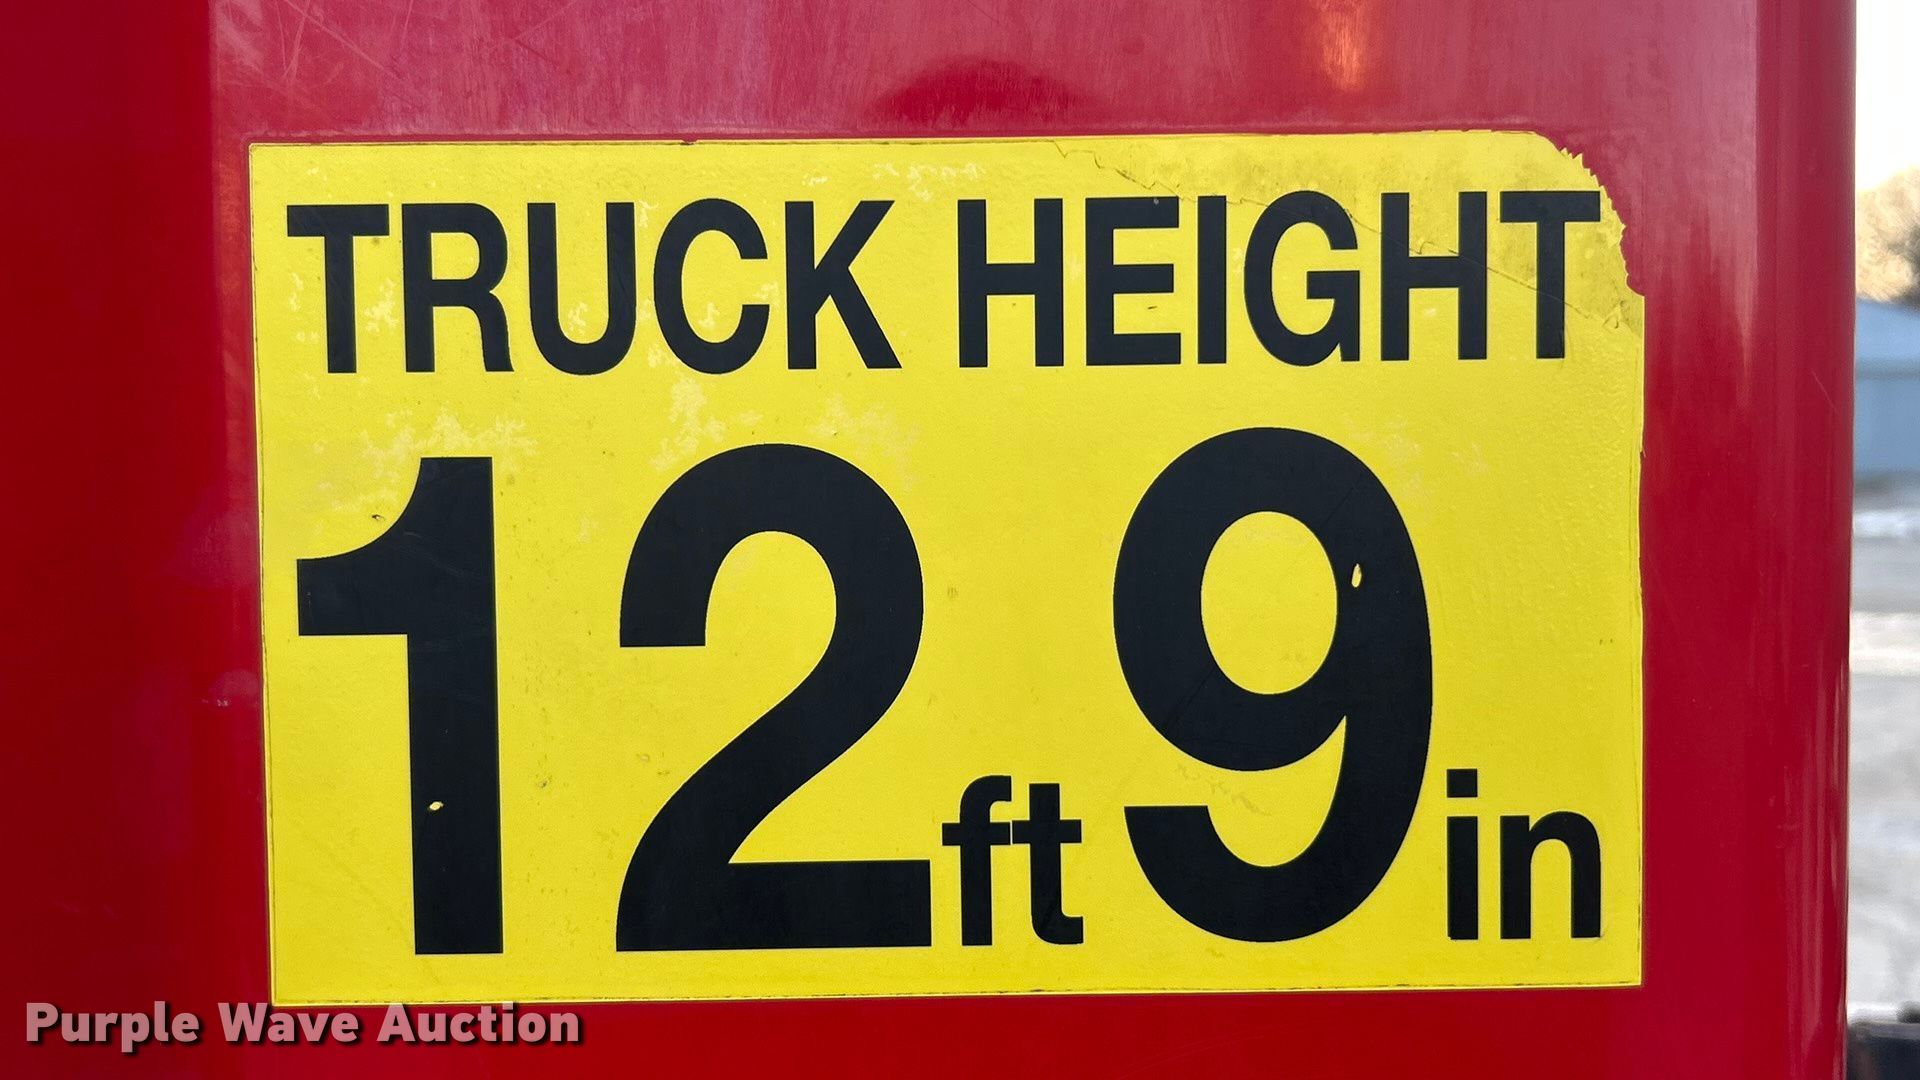 TRUCK HEIGHT
12ft 9in
Purple Wave Auction